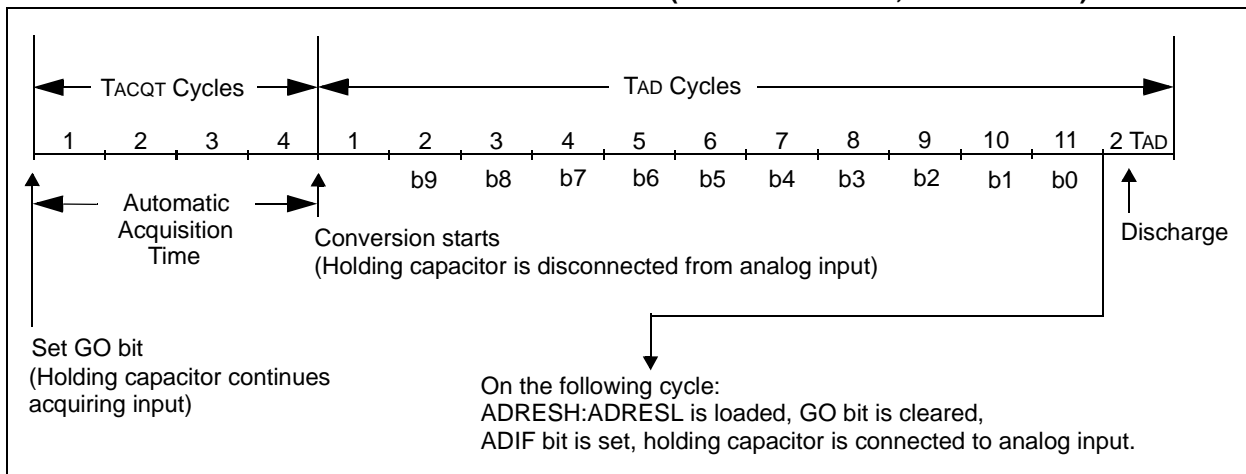 TACQT Cycles
TAD Cycles
1 2 3 4 1 2 3 4 5 6 7 8 9 10 11 2 TAD
b9 b8 b7 b6 b5 b4 b3 b2 b1 b0
Automatic
Acquisition
Time
Conversion starts
(Holding capacitor is disconnected from analog input)
Discharge
Set GO bit
(Holding capacitor continues
acquiring input)
On the following cycle:
ADRESH:ADRESL is loaded, GO bit is cleared,
ADIF bit is set, holding capacitor is connected to analog input.